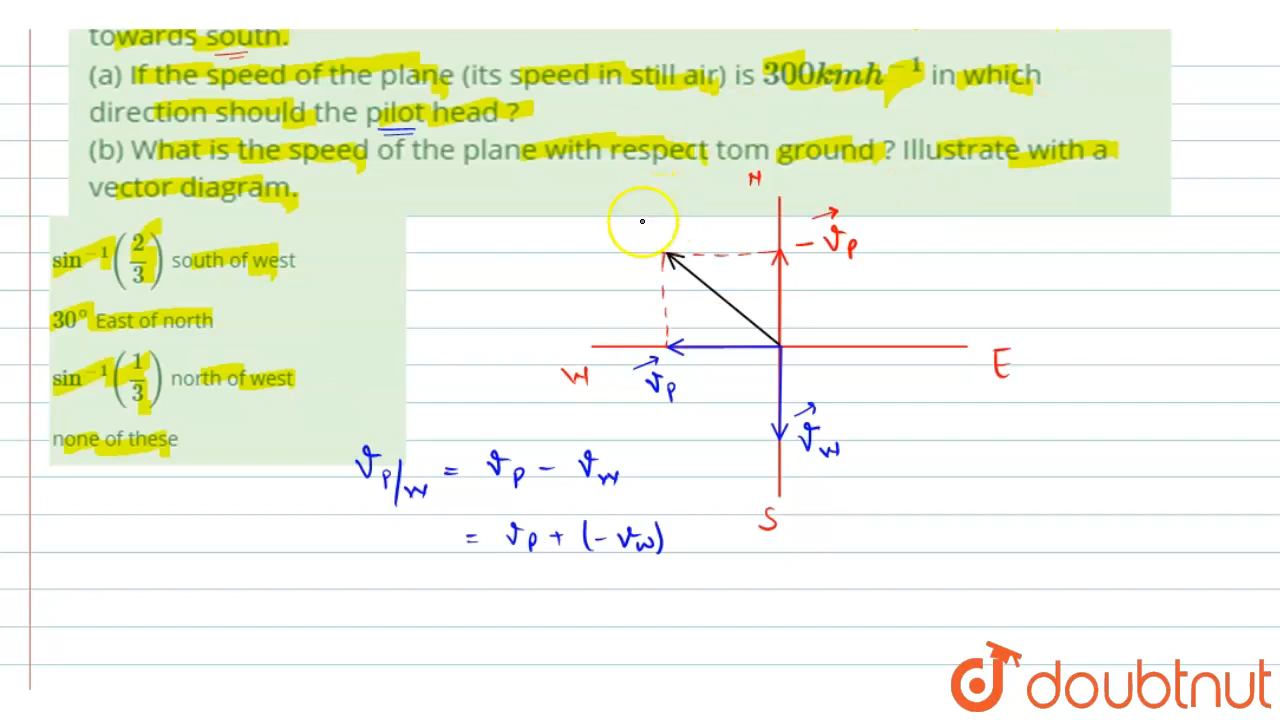 towards south.
(a) If the speed of the plane (its speed in still air) is 300kmh⁻¹ in which
direction should the pilot head ?
(b) What is the speed of the plane with respect tom ground ? Illustrate with a
vector diagram.
sin⁻¹(2/3) south of west
30° East of north
sin⁻¹(1/3) north of west
none of these
N
-v⃗P
W
v⃗P
E
v⃗W
S
vP/W = vP - vW
= vP + (-vW)
doubtnut